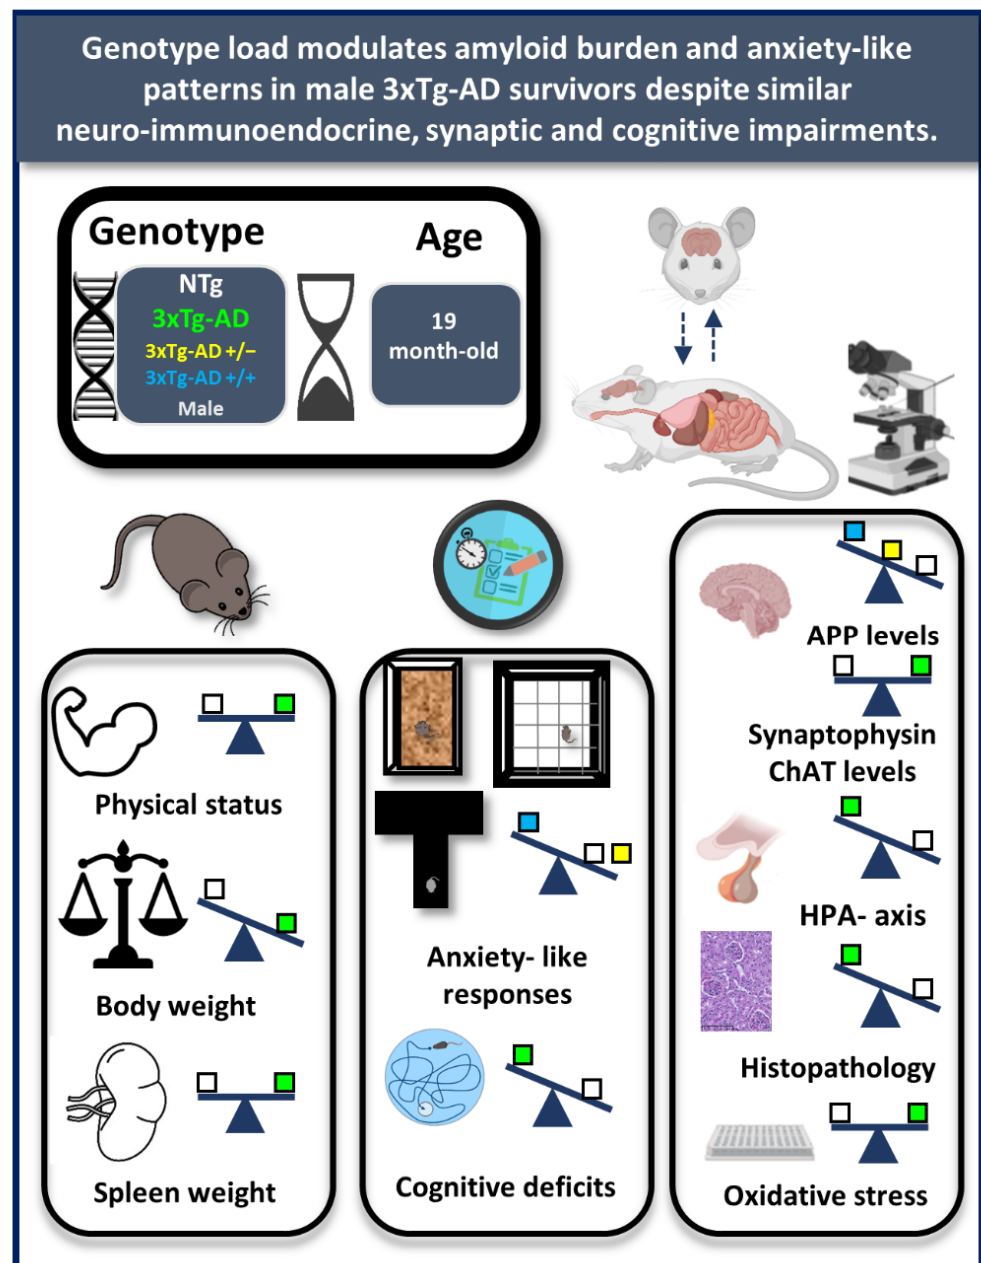 Genotype load modulates amyloid burden and anxiety-like
patterns in male 3xTg-AD survivors despite similar
neuro-immunoendocrine, synaptic and cognitive impairments.
Genotype
NTg
3xTg-AD
3xTg-AD +/−
3xTg-AD +/+
Male
Age
19
month-old
Physical status
Body weight
Spleen weight
Anxiety- like
responses
Cognitive deficits
APP levels
Synaptophysin
ChAT levels
HPA- axis
Histopathology
Oxidative stress